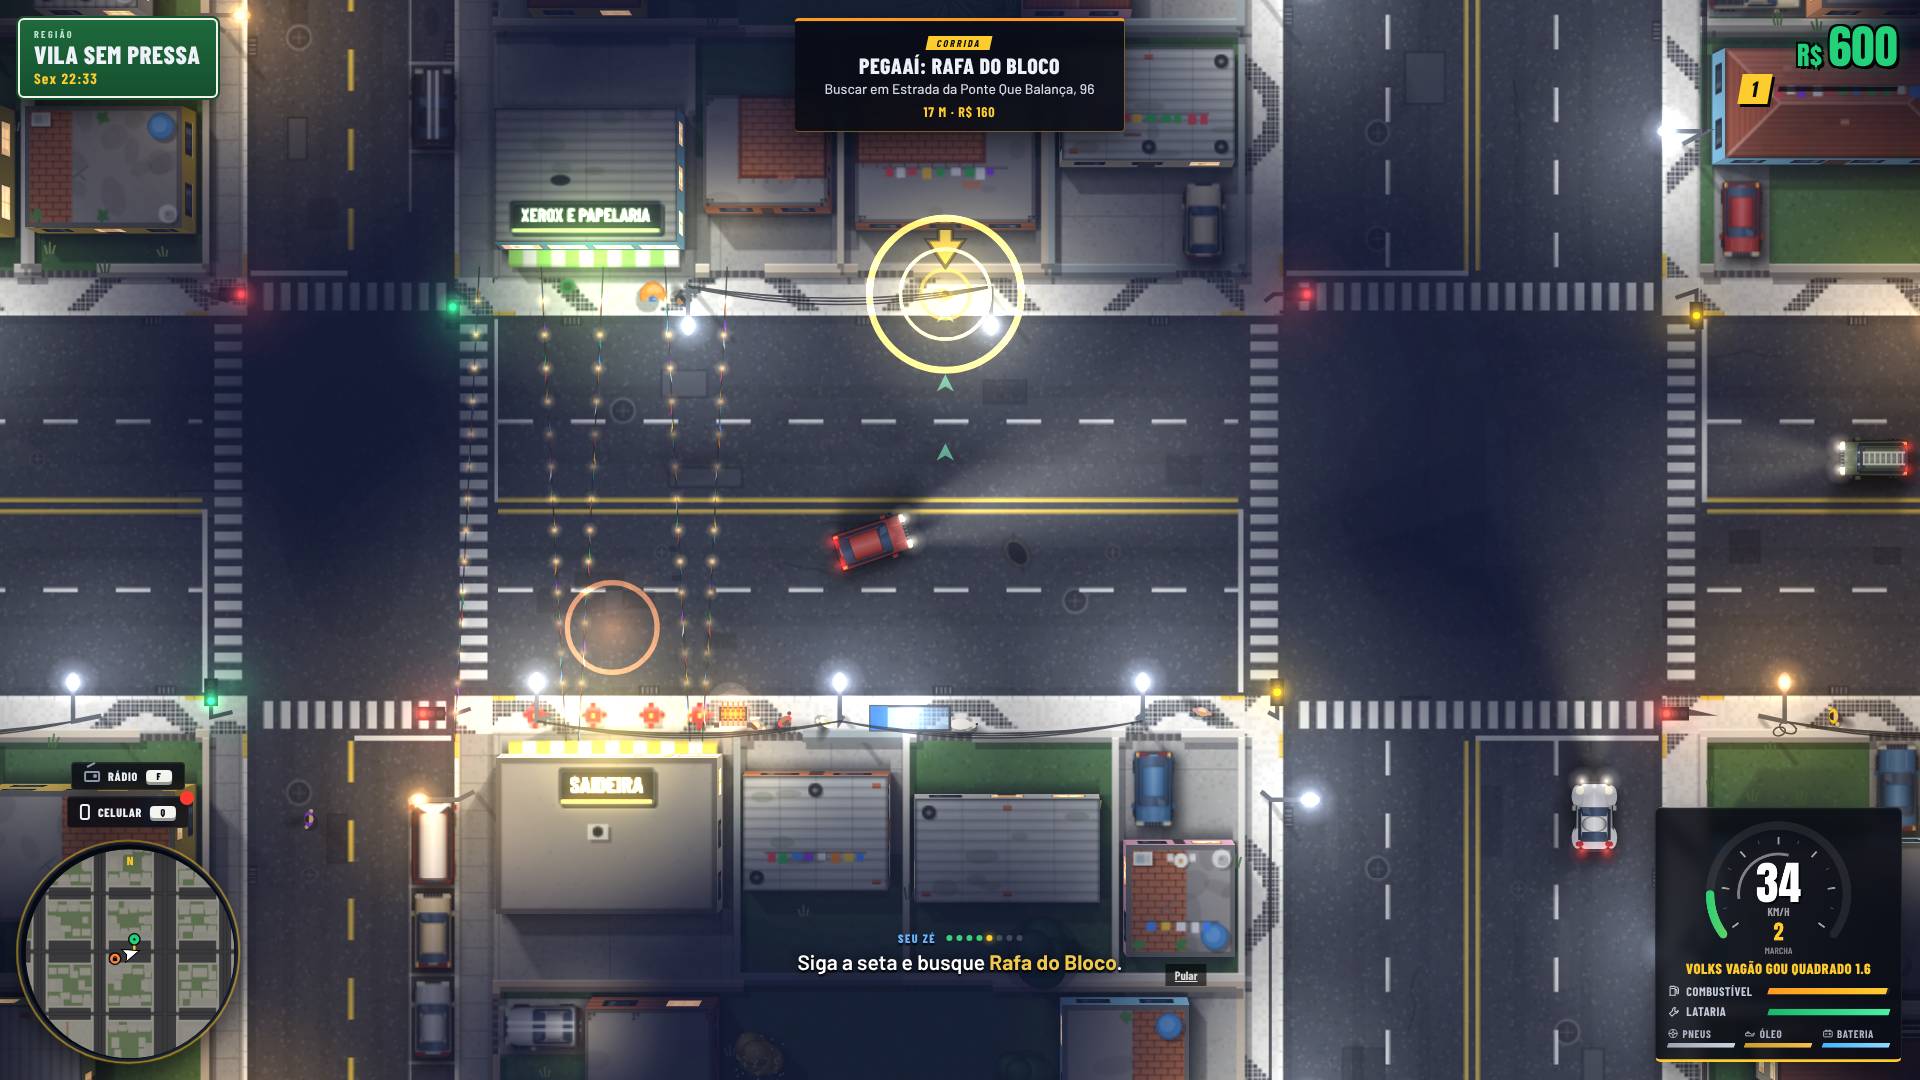 REGIÃO
VILA SEM PRESSA
Sex 22:33
CORRIDA
PEGAAÍ: RAFA DO BLOCO
Buscar em Estrada da Ponte Que Balança, 96
17 M · R$ 160
R$ 600
1
XEROX E PAPELARIA
SAIDEIRA
RÁDIO F
CELULAR Q
N
SEU ZÉ
Siga a seta e busque Rafa do Bloco.
Pular
34
KM/H
2
MARCHA
VOLKS VAGÃO GOU QUADRADO 1.6
COMBUSTÍVEL
LATARIA
PNEUS ÓLEO BATERIA